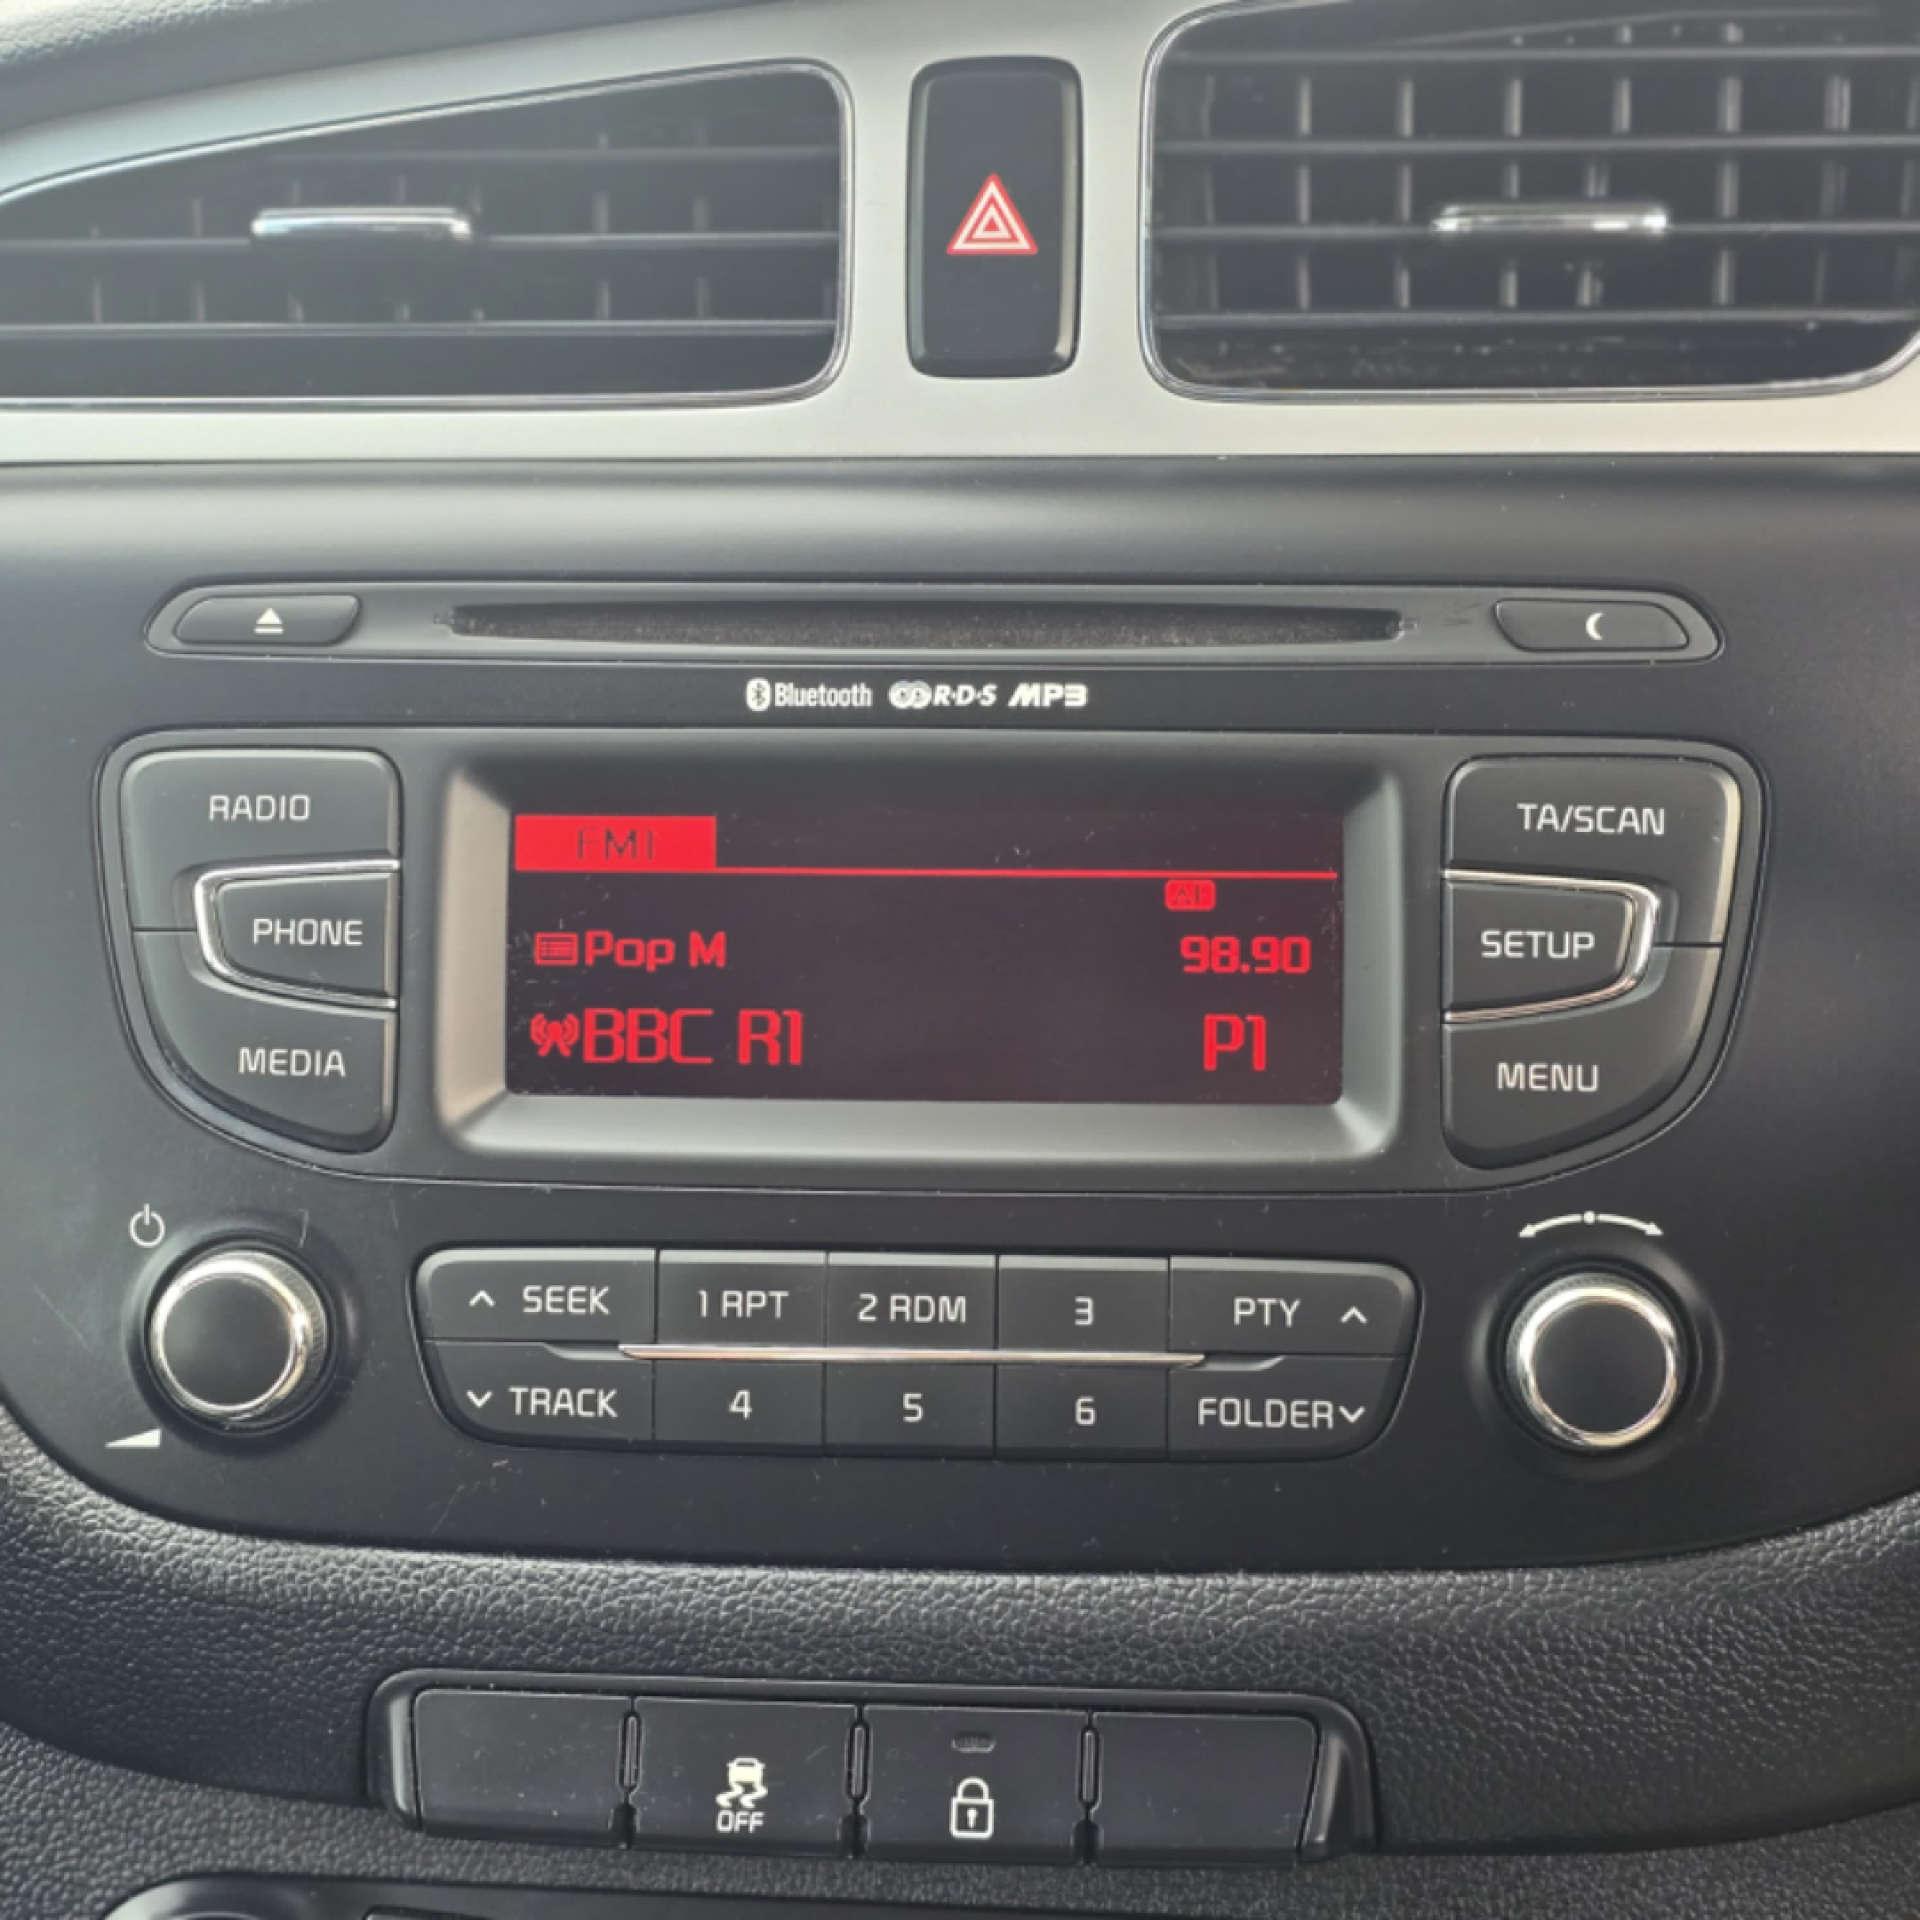 Bluetooth R·D·S MP3
RADIO
PHONE
MEDIA
FM1
AF
Pop M 98.90
BBC R1 P1
TA/SCAN
SETUP
MENU
SEEK 1 RPT 2 RDM 3 PTY
TRACK 4 5 6 FOLDER
OFF